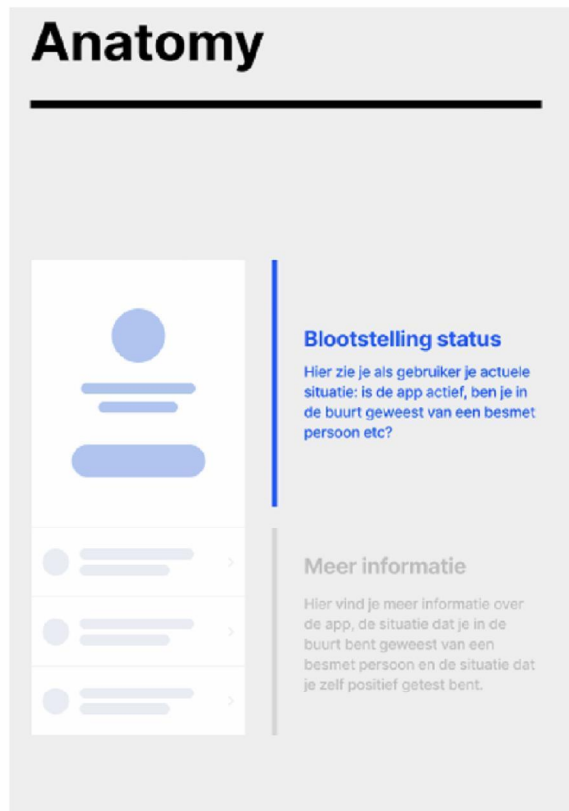 Anatomy
Blootstelling status
Hier zie je als gebruiker je actuele
situatie: is de app actief, ben je in
de buurt geweest van een besmet
persoon etc?
Meer informatie
Hier vind je meer informatie over
de app, de situatie dat je in de
buurt bent geweest van een
besmet persoon en de situatie dat
je zelf positief getest bent.